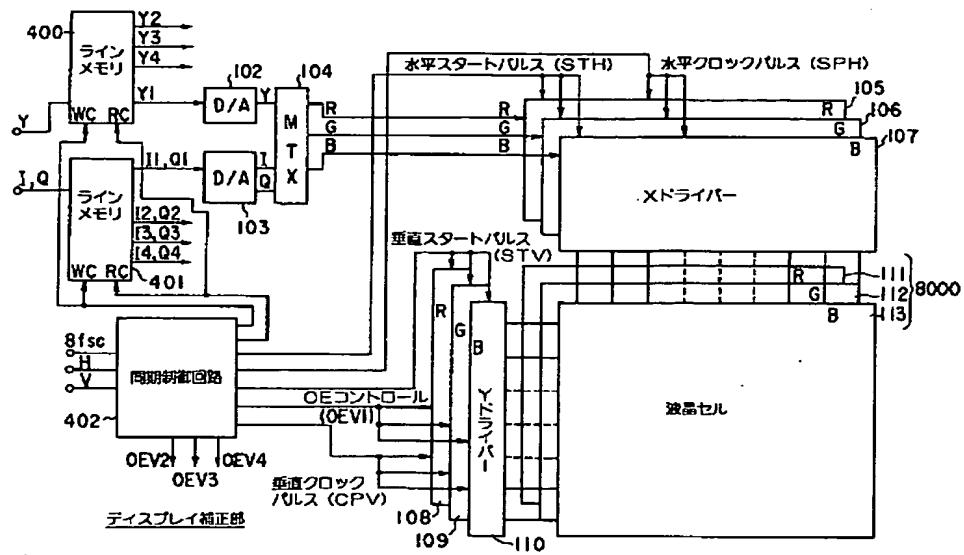 400
ライン
メモリ
Y2
Y3
Y4
Y1
WC RC
Y
102
D/A
Y
104
MTX
R
G
B
水平スタートパルス(STH)
水平クロックパルス(SPH)
105
R
106
G
107
B
R
G
B
Xドライバー
I,Q
ライン
メモリ
I1,Q1
I2,Q2
I3,Q3
I4,Q4
WC RC
401
D/A
I
Q
103
垂直スタートパルス
(STV)
R
G
B
Yドライバー
R
111
G
112
B
113
8000
液晶セル
8fsc
H
V
同期制御回路
402
OEコントロール
(OEV1)
OEV2
OEV3
OEV4
垂直クロック
パルス(CPV)
108
109
110
ディスプレイ補正部